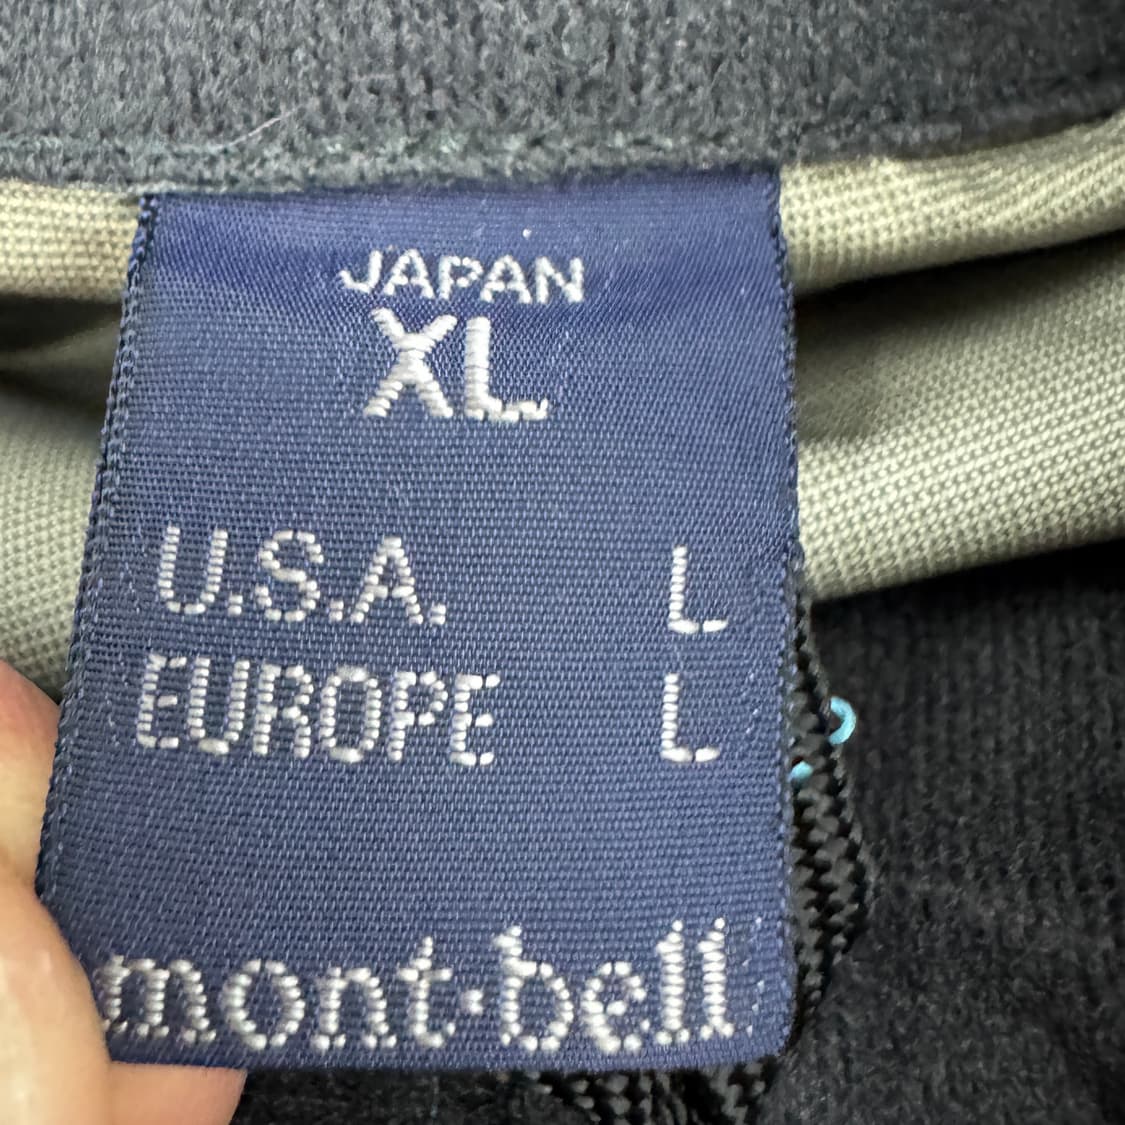 JAPAN
XL
U.S.A. L
EUROPE L
mont·bell